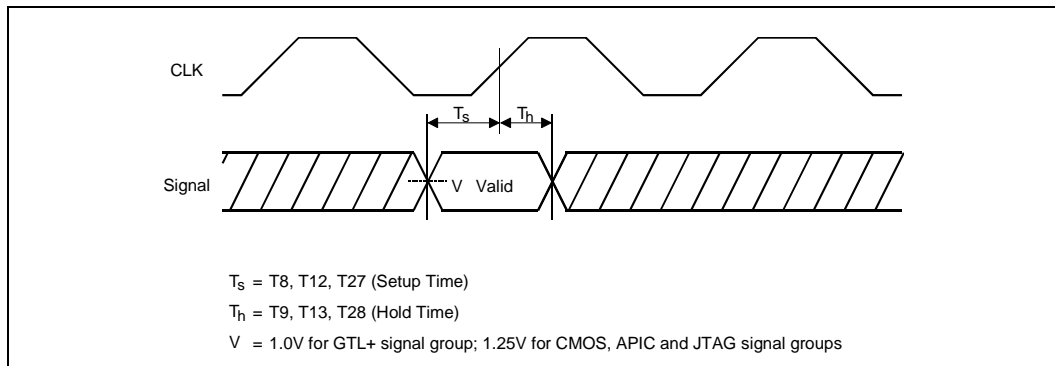 CLK
Ts Th
Signal
V Valid
Ts = T8, T12, T27 (Setup Time)
Th = T9, T13, T28 (Hold Time)
V = 1.0V for GTL+ signal group; 1.25V for CMOS, APIC and JTAG signal groups